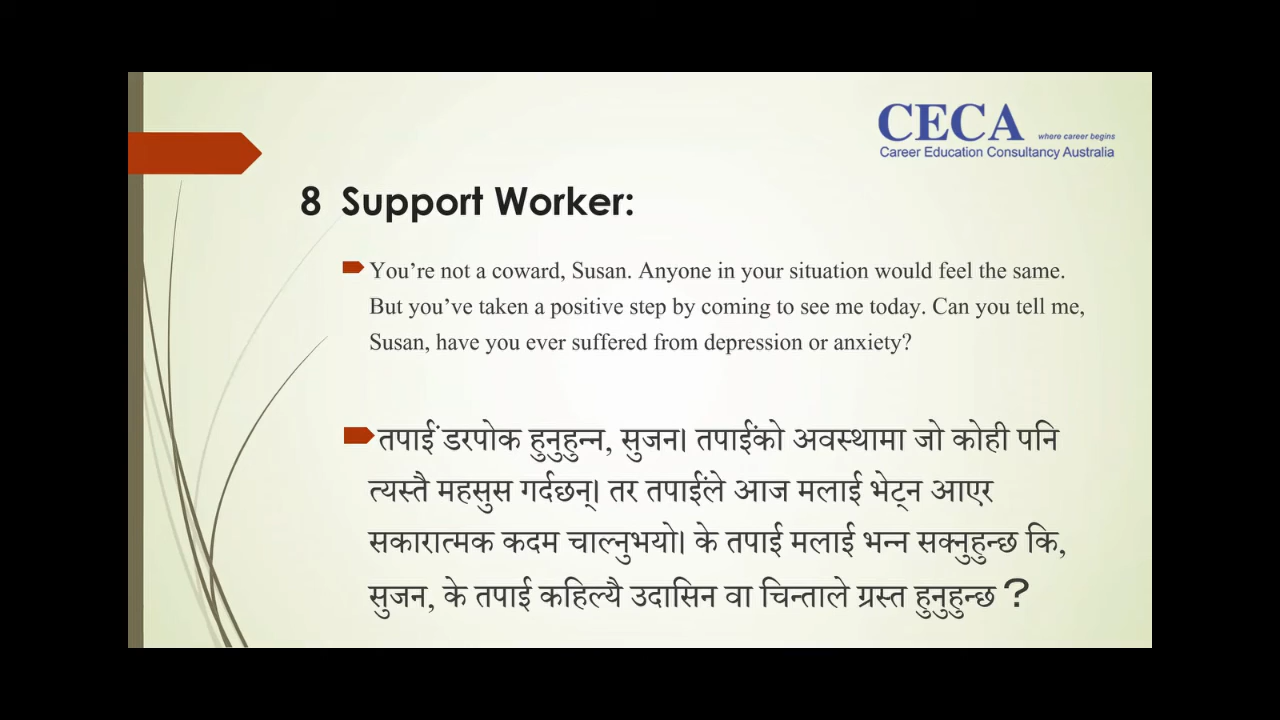 CECA where career begins
Career Education Consultancy Australia
8 Support Worker:
You’re not a coward, Susan. Anyone in your situation would feel the same.
But you’ve taken a positive step by coming to see me today. Can you tell me,
Susan, have you ever suffered from depression or anxiety?
तपाईं डरपोक हुनुहुन्न, सुजन। तपाईंको अवस्थामा जो कोही पनि
त्यस्तै महसुस गर्दछन्। तर तपाईंले आज मलाई भेट्न आएर
सकारात्मक कदम चाल्नुभयो। के तपाई मलाई भन्न सक्नुहुन्छ कि,
सुजन, के तपाई कहिल्यै उदासिन वा चिन्ताले ग्रस्त हुनुहुन्छ ?